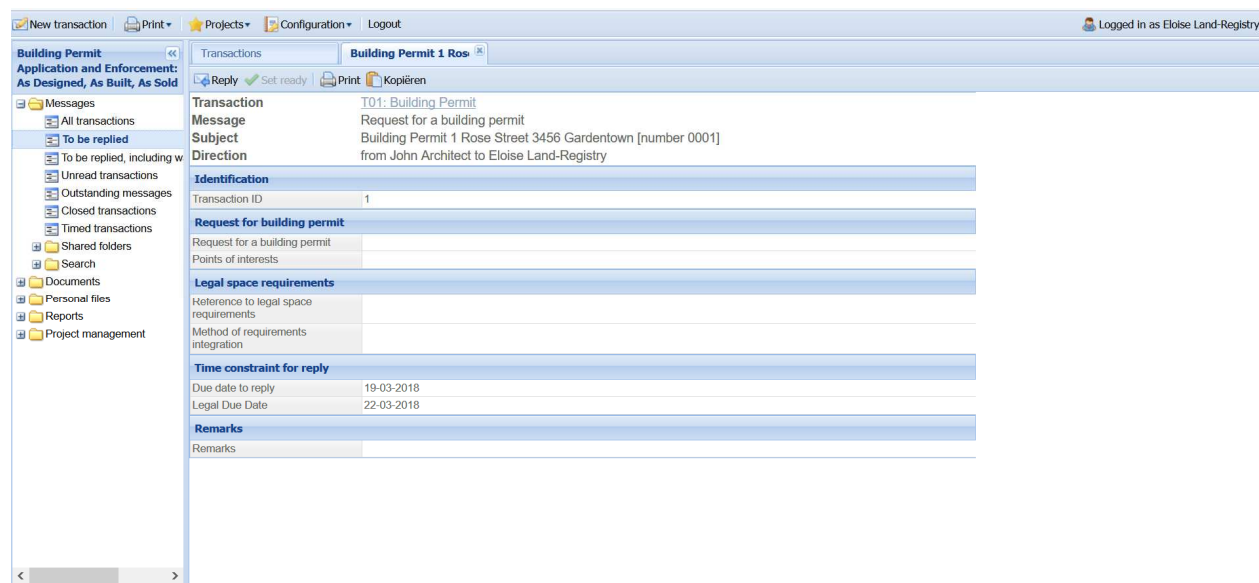 New transaction Print Projects Configuration Logout Logged in as Eloise Land-Registry
Building Permit
Application and Enforcement:
As Designed, As Built, As Sold
Messages
All transactions
To be replied
To be replied, including w
Unread transactions
Outstanding messages
Closed transactions
Timed transactions
Shared folders
Search
Documents
Personal files
Reports
Project management
Transactions Building Permit 1 Ros
Reply Set ready Print Kopiëren
Transaction T01: Building Permit
Message Request for a building permit
Subject Building Permit 1 Rose Street 3456 Gardentown [number 0001]
Direction from John Architect to Eloise Land-Registry
Identification
Transaction ID 1
Request for building permit
Request for a building permit
Points of interests
Legal space requirements
Reference to legal space
requirements
Method of requirements
integration
Time constraint for reply
Due date to reply 19-03-2018
Legal Due Date 22-03-2018
Remarks
Remarks